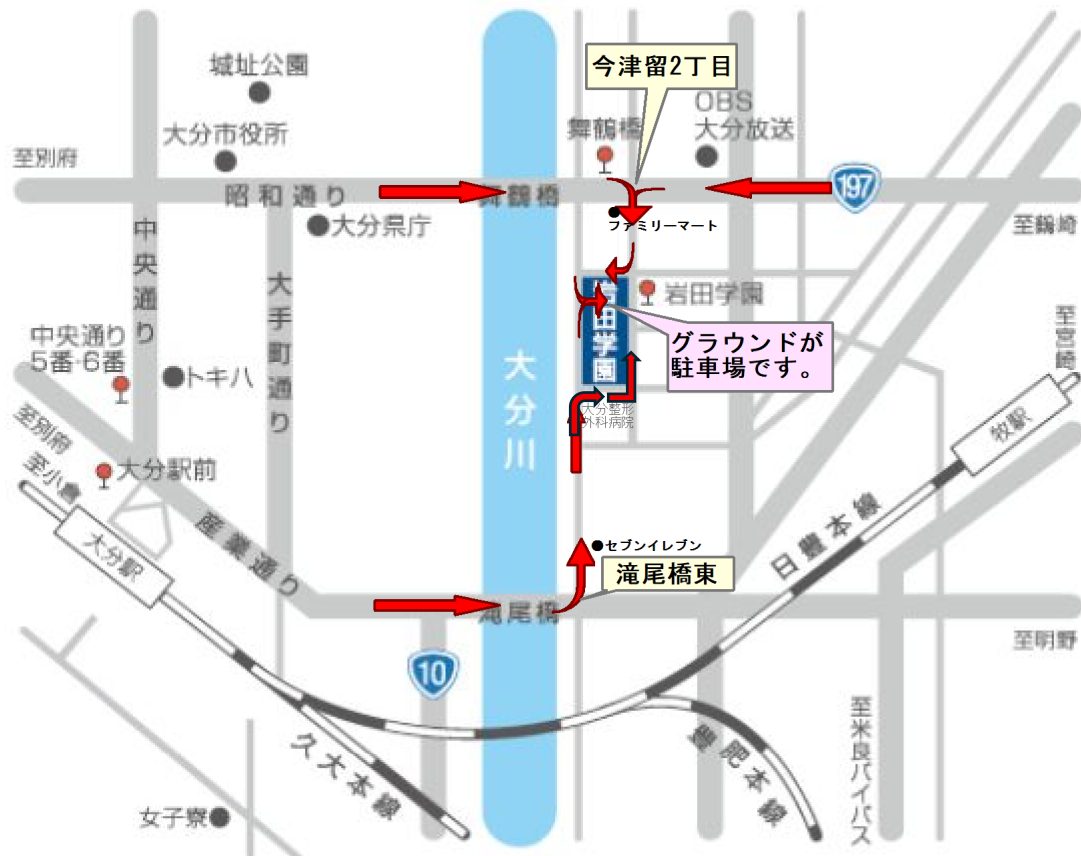 今津留2丁目
城址公園
OBS
大分放送
舞鶴橋
大分市役所
至別府
197
昭和通り
舞鶴橋
大分県庁
ファミリーマート
至鶴崎
中央通り
大手町通り
岩田学園
岩田学園
グラウンドが
駐車場です。
至宮崎
中央通り
5番・6番
トキハ
大分川
大分整形
外科病院
至別府
至小倉
大分駅前
牧駅
産業通り
大分駅
セブンイレブン
日豊本線
滝尾橋東
滝尾橋
至明野
10
久大本線
豊肥本線
至米良バイパス
女子寮